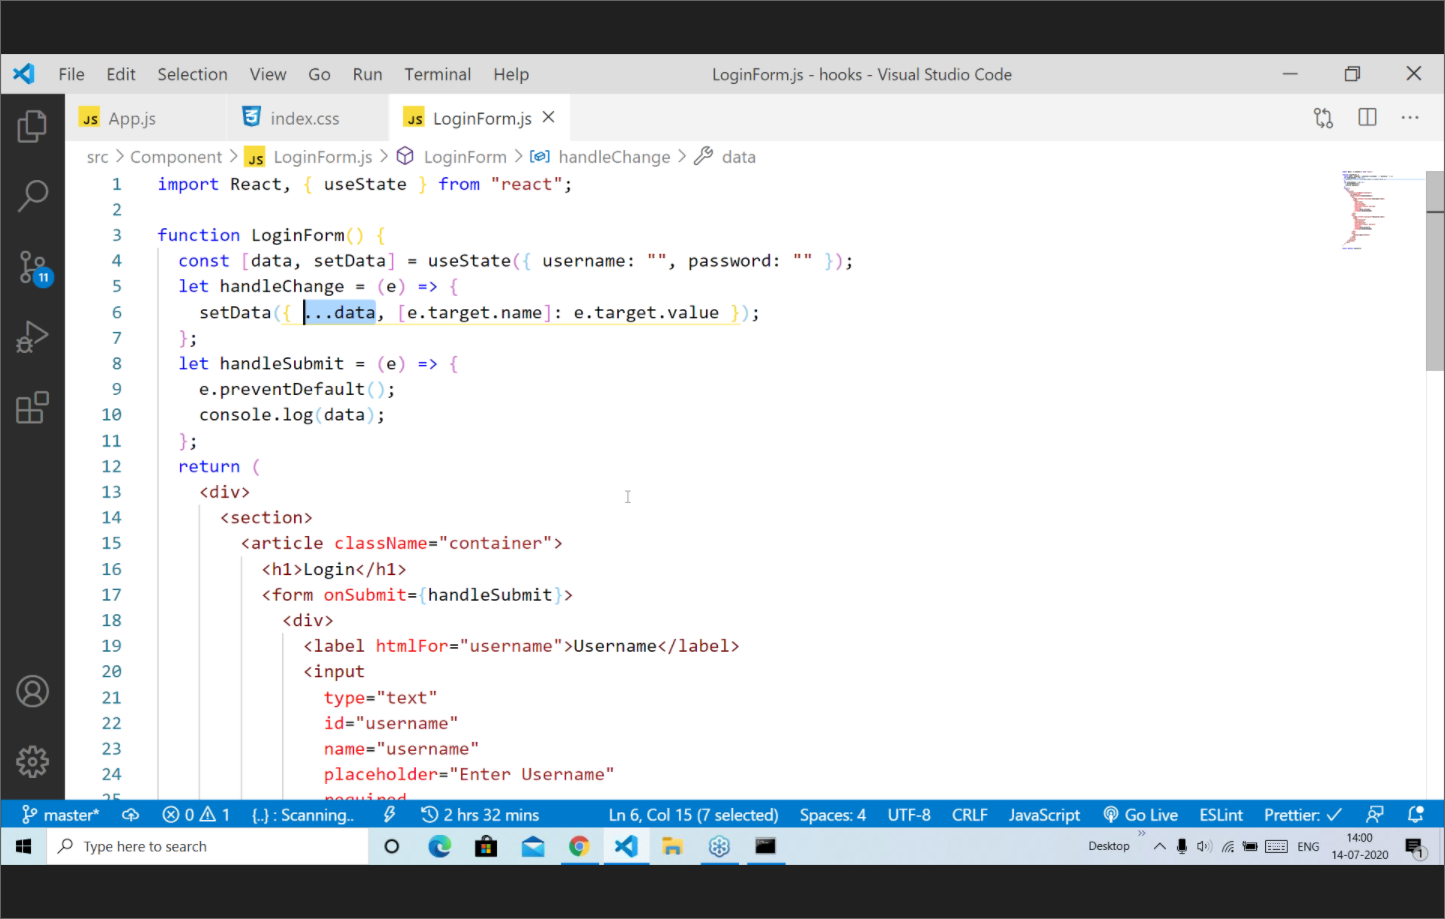 File Edit Selection View Go Run Terminal Help LoginForm.js - hooks - Visual Studio Code
JS App.js index.css JS LoginForm.js
src > Component > JS LoginForm.js > LoginForm > handleChange > data
1 import React, { useState } from "react";
2
3 function LoginForm() {
4 const [data, setData] = useState({ username: "", password: "" });
5 let handleChange = (e) => {
6 setData({ ...data, [e.target.name]: e.target.value });
7 };
8 let handleSubmit = (e) => {
9 e.preventDefault();
10 console.log(data);
11 };
12 return (
13 <div>
14 <section>
15 <article className="container">
16 <h1>Login</h1>
17 <form onSubmit={handleSubmit}>
18 <div>
19 <label htmlFor="username">Username</label>
20 <input
21 type="text"
22 id="username"
23 name="username"
24 placeholder="Enter Username"
25 required
11
master* 0 1 {..} : Scanning.. 2 hrs 32 mins Ln 6, Col 15 (7 selected) Spaces: 4 UTF-8 CRLF JavaScript Go Live ESLint Prettier: ✓
Type here to search Desktop ENG 14:00
14-07-2020 1